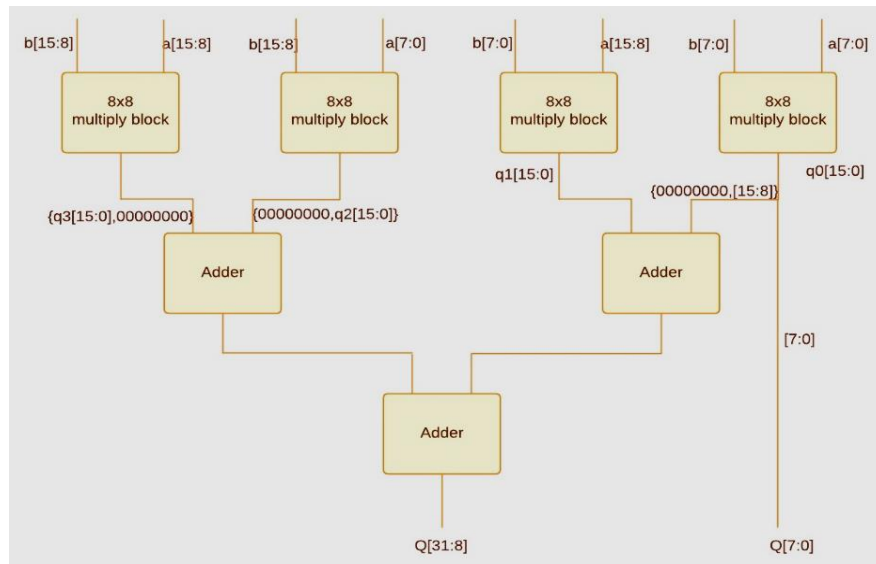 b[15:8]
a[15:8]
b[15:8]
a[7:0]
b[7:0]
a[15:8]
b[7:0]
a[7:0]
8x8
multiply block
8x8
multiply block
8x8
multiply block
8x8
multiply block
q1[15:0]
q0[15:0]
{00000000,[15:8]}
{q3[15:0],00000000}
{00000000,q2[15:0]}
Adder
Adder
[7:0]
Adder
Q[31:8]
Q[7:0]